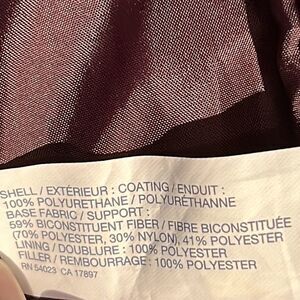 SHELL / EXTÉRIEUR : COATING / ENDUIT :
100% POLYURETHANE / POLYURÉTHANNE
BASE FABRIC / SUPPORT :
59% BICONSTITUENT FIBER / FIBRE BICONSTITUÉE
(70% POLYESTER, 30% NYLON), 41% POLYESTER
LINING / DOUBLURE : 100% POLYESTER
FILLER / REMBOURRAGE : 100% POLYESTER
RN 54023 CA 17897